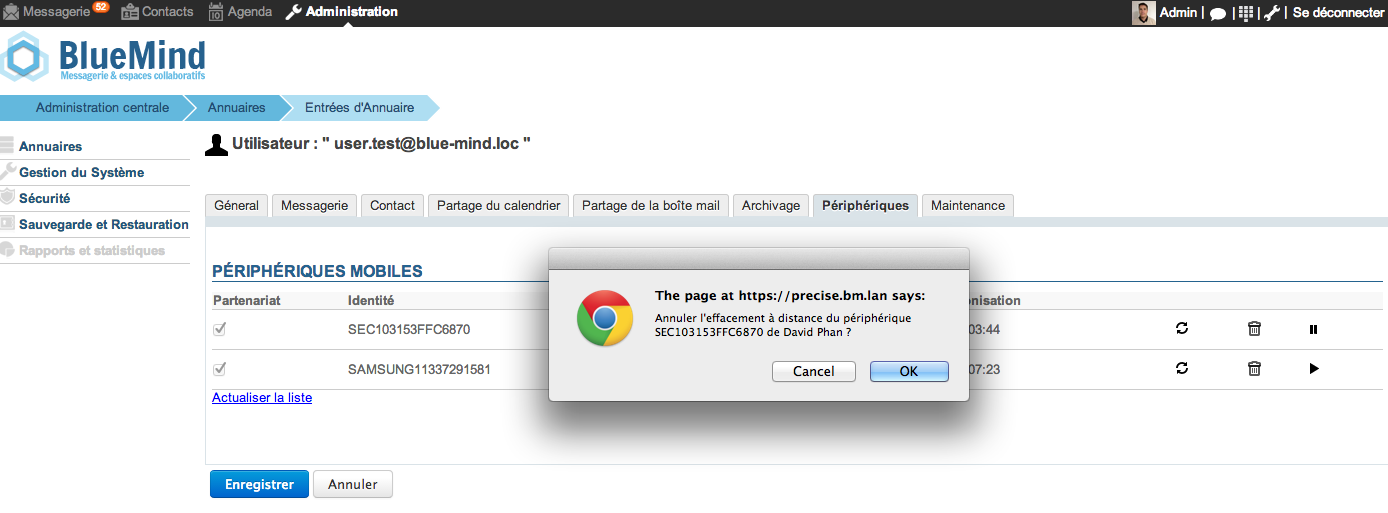 Messagerie 52 Contacts Agenda Administration Admin | | | | Se déconnecter
BlueMind
Messagerie & espaces collaboratifs
Administration centrale Annuaires Entrées d'Annuaire
Annuaires
Gestion du Système
Sécurité
Sauvegarde et Restauration
Rapports et statistiques
Utilisateur : " user.test@blue-mind.loc "
Géneral Messagerie Contact Partage du calendrier Partage de la boîte mail Archivage Périphériques Maintenance
PÉRIPHÉRIQUES MOBILES
Partenariat Identité onisation
SEC103153FFC6870 03:44
SAMSUNG11337291581 07:23
Actualiser la liste
The page at https://precise.bm.lan says:
Annuler l'effacement à distance du périphérique
SEC103153FFC6870 de David Phan ?
Cancel OK
Enregistrer Annuler